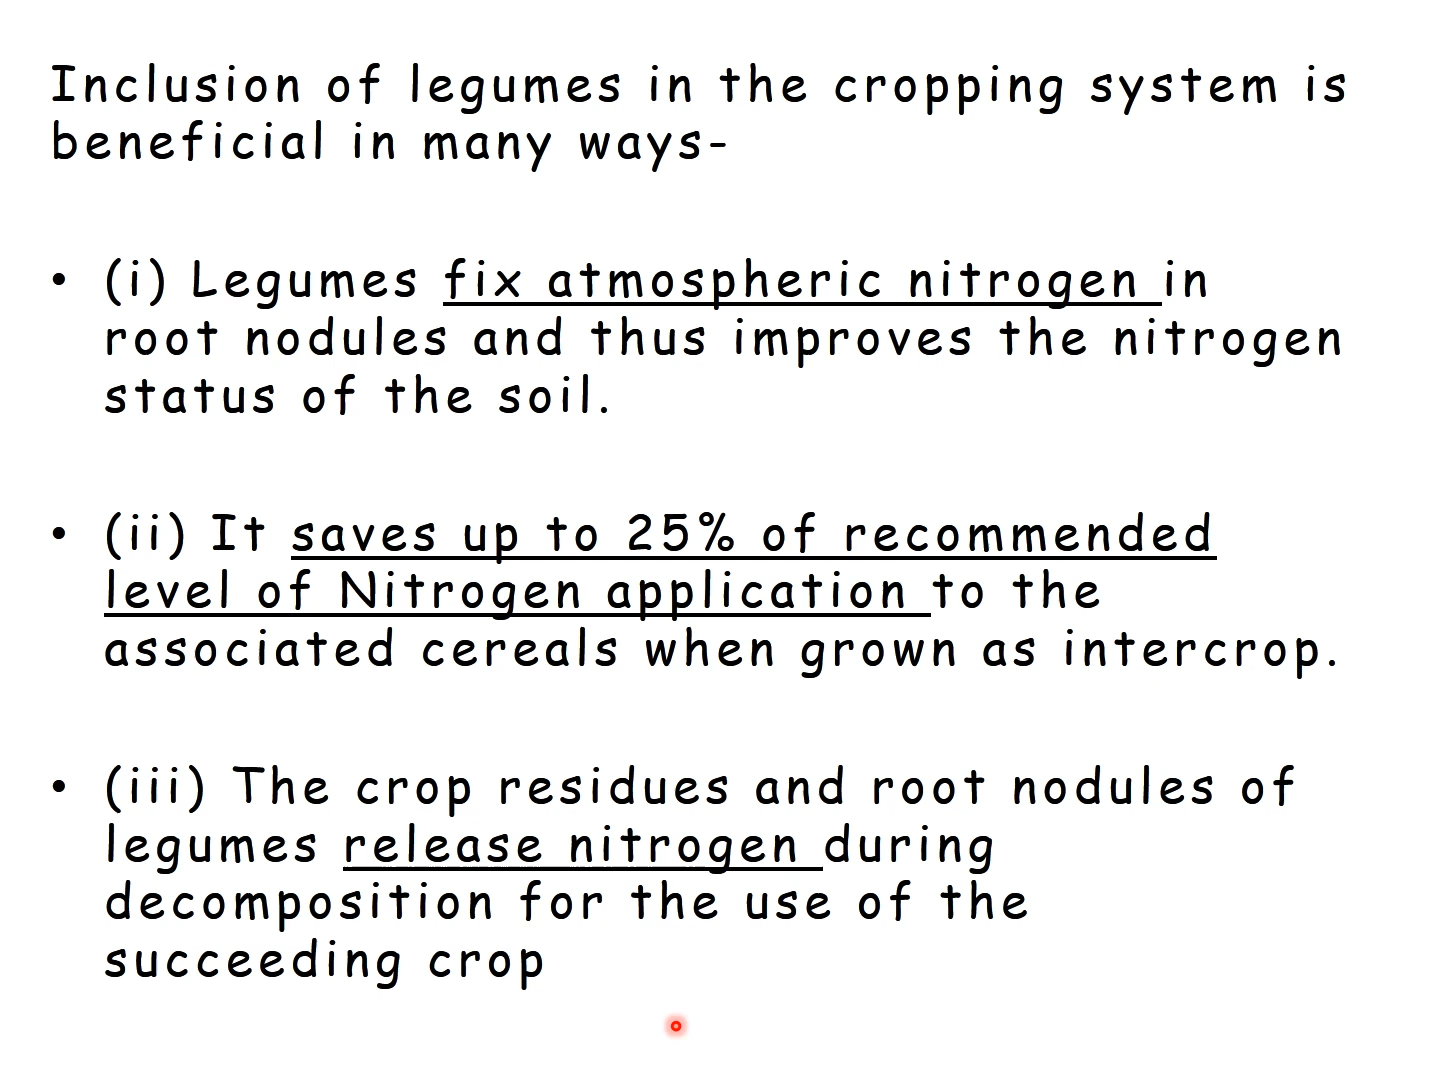 Inclusion of legumes in the cropping system is
beneficial in many ways-
• (i) Legumes fix atmospheric nitrogen in
root nodules and thus improves the nitrogen
status of the soil.
• (ii) It saves up to 25% of recommended
level of Nitrogen application to the
associated cereals when grown as intercrop.
• (iii) The crop residues and root nodules of
legumes release nitrogen during
decomposition for the use of the
succeeding crop